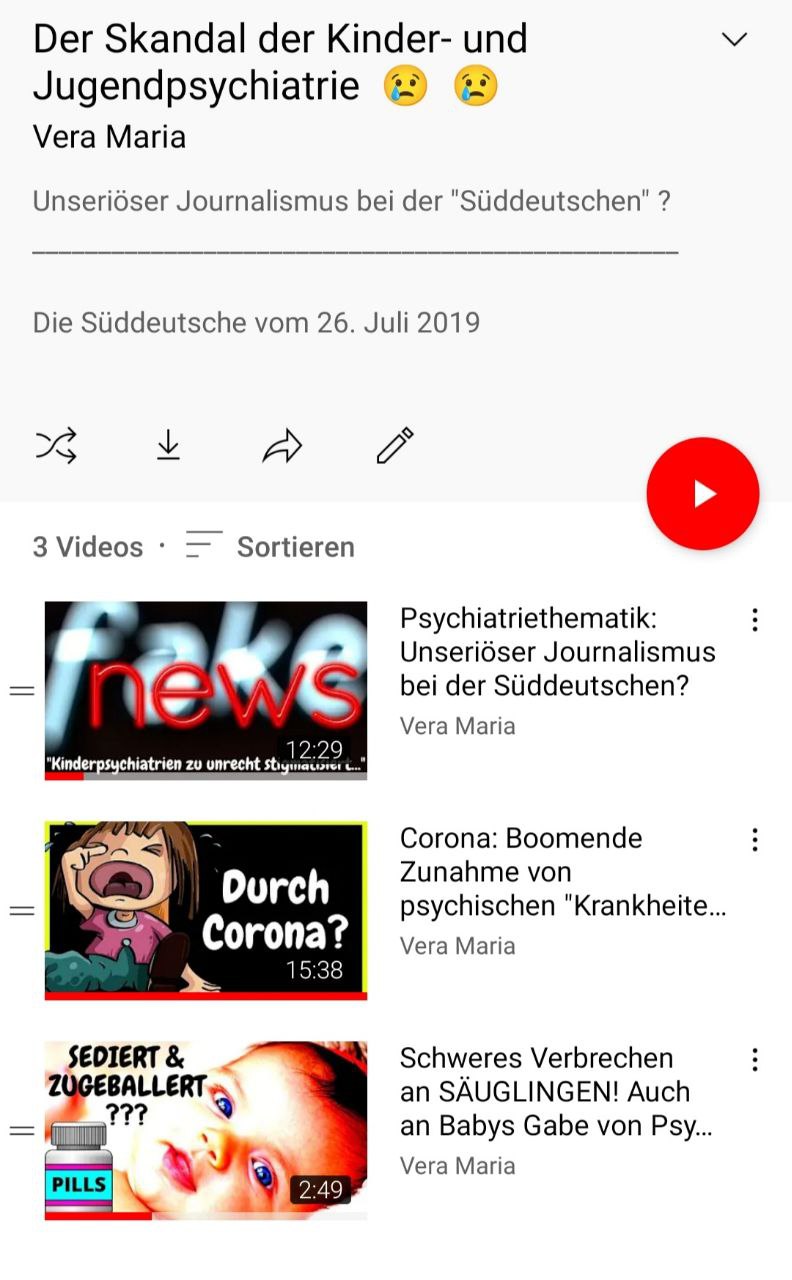 Der Skandal der Kinder- und
Jugendpsychiatrie 😢 😢
Vera Maria
Unseriöser Journalismus bei der "Süddeutschen" ?
_______________________________________________
Die Süddeutsche vom 26. Juli 2019
3 Videos · Sortieren
fake
news
12:29
"Kinderpsychiatrien zu unrecht stigmatisiert..."
Psychiatriethematik:
Unseriöser Journalismus
bei der Süddeutschen?
Vera Maria
Durch
Corona?
15:38
Corona: Boomende
Zunahme von
psychischen "Krankheite...
Vera Maria
SEDIERT &
ZUGEBALLERT
???
PILLS
2:49
Schweres Verbrechen
an SÄUGLINGEN! Auch
an Babys Gabe von Psy...
Vera Maria